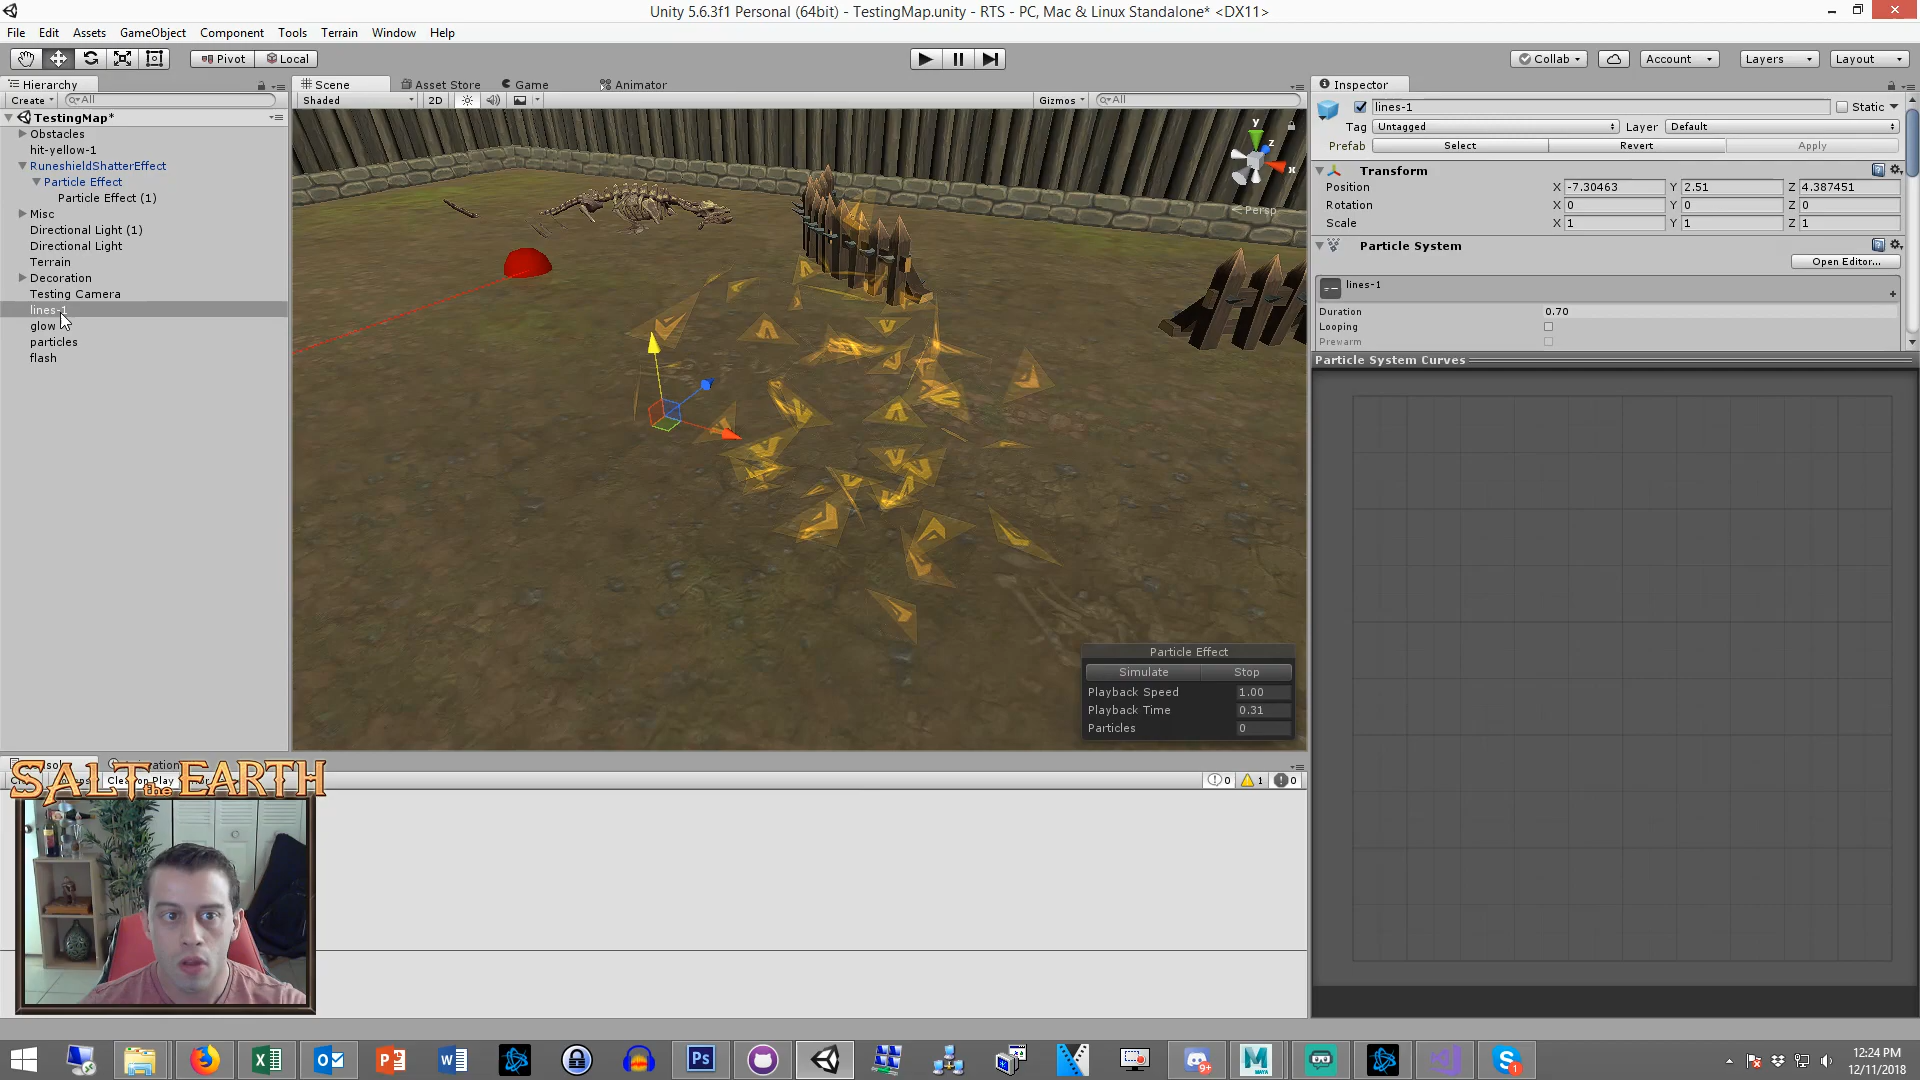 Unity 5.6.3f1 Personal (64bit) - TestingMap.unity - RTS - PC, Mac & Linux Standalone* <DX11>
File Edit Assets GameObject Component Tools Terrain Window Help
Pivot Local Collab Account Layers Layout
Hierarchy
Create All
TestingMap*
Obstacles
hit-yellow-1
RuneshieldShatterEffect
Particle Effect
Particle Effect (1)
Misc
Directional Light (1)
Directional Light
Terrain
Decoration
Testing Camera
lines-1
glow
particles
flash
Scene Asset Store Game Animator
Shaded 2D Gizmos All
y
z
x
Persp
Particle Effect
Simulate Stop
Playback Speed 1.00
Playback Time 0.31
Particles 0
Inspector
lines-1 Static
Tag Untagged Layer Default
Prefab Select Revert Apply
Transform
Position X -7.30463 Y 2.51 Z 4.387451
Rotation X 0 Y 0 Z 0
Scale X 1 Y 1 Z 1
Particle System
Open Editor...
lines-1
Duration 0.70
Looping
Prewarm
Particle System Curves
SALT the EARTH
0 1 0
12:24 PM
12/11/2018